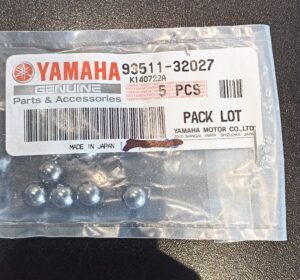 YAMAHA 93511-32027
K140722A
GENUINE
Parts & Accessories
5 PCS
PACK LOT
YAMAHA MOTOR CO.,LTD
MADE IN JAPAN